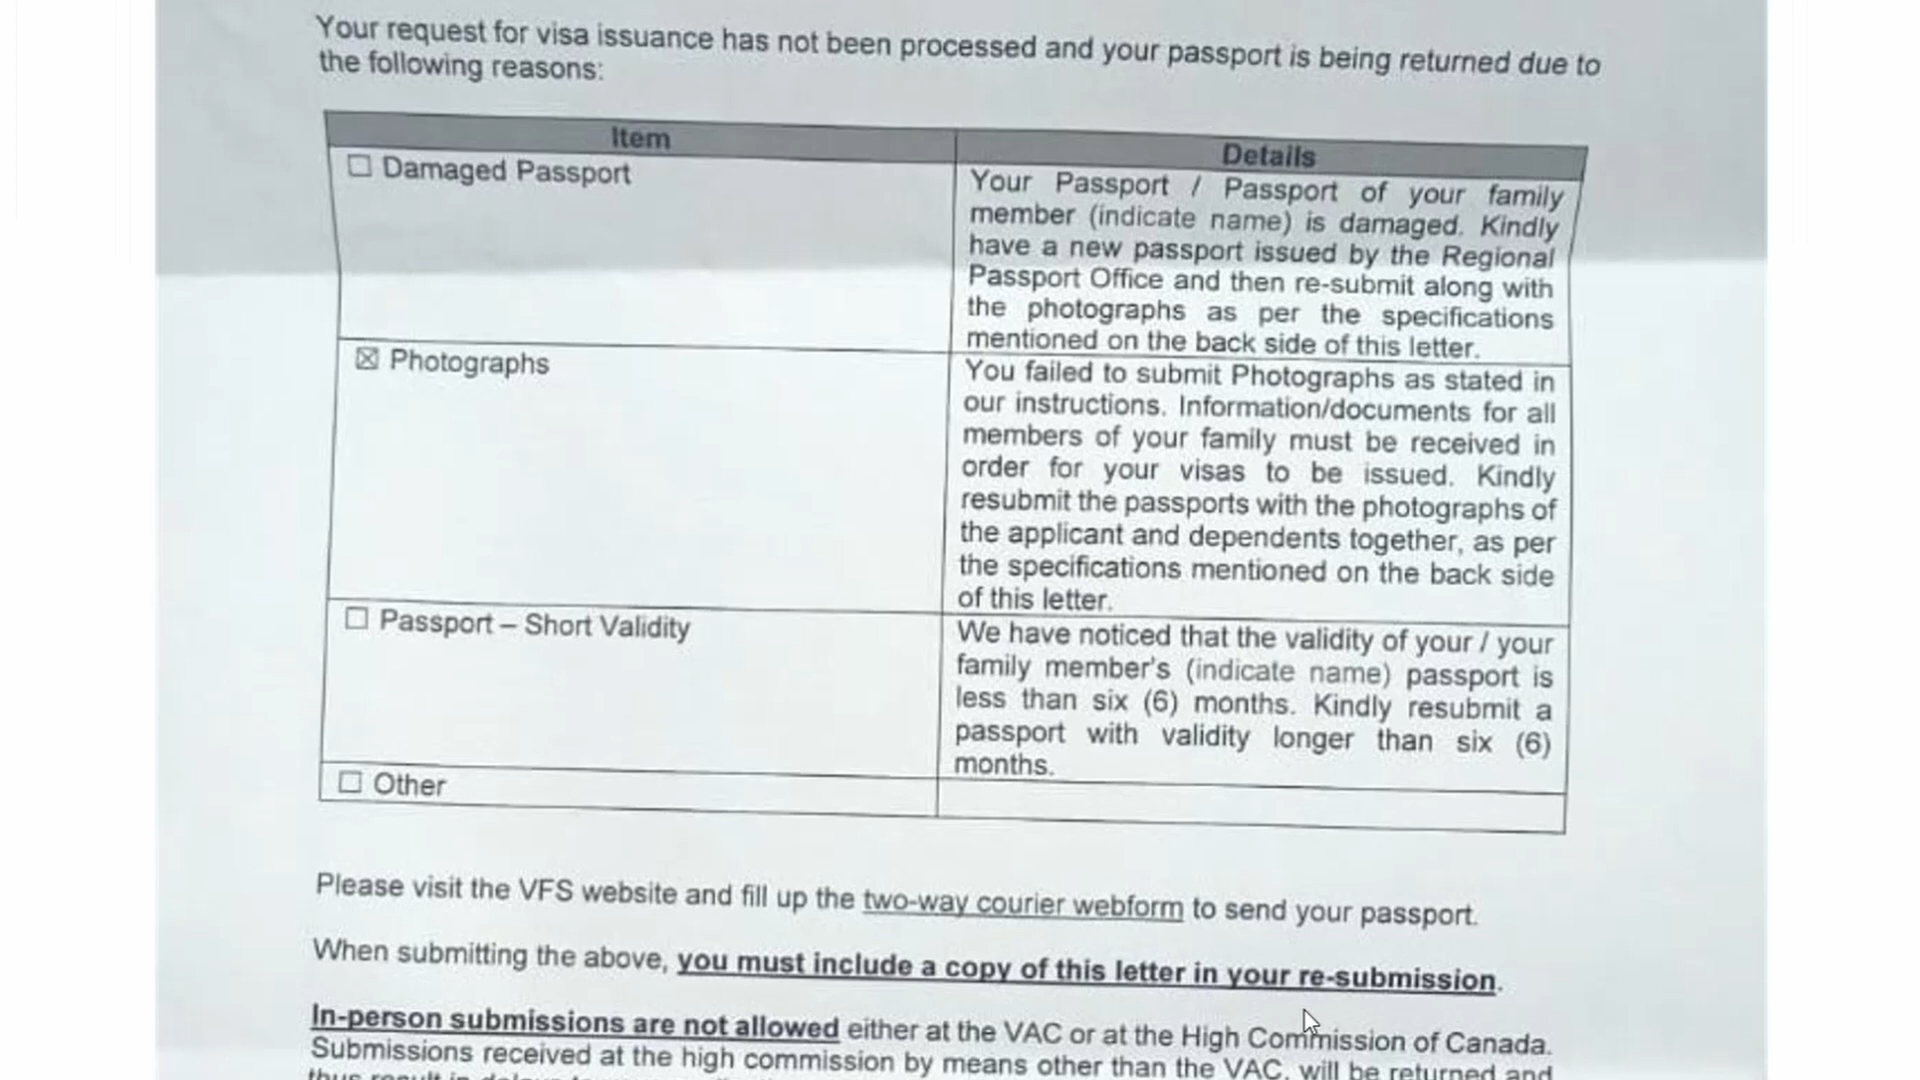 Your request for visa issuance has not been processed and your passport is being returned due to
the following reasons:
Item
Details
☐ Damaged Passport
Your Passport / Passport of your family
member (indicate name) is damaged. Kindly
have a new passport issued by the Regional
Passport Office and then re-submit along with
the photographs as per the specifications
mentioned on the back side of this letter.
☒ Photographs
You failed to submit Photographs as stated in
our instructions. Information/documents for all
members of your family must be received in
order for your visas to be issued. Kindly
resubmit the passports with the photographs of
the applicant and dependents together, as per
the specifications mentioned on the back side
of this letter.
☐ Passport – Short Validity
We have noticed that the validity of your / your
family member's (indicate name) passport is
less than six (6) months. Kindly resubmit a
passport with validity longer than six (6)
months.
☐ Other
Please visit the VFS website and fill up the two-way courier webform to send your passport.
When submitting the above, you must include a copy of this letter in your re-submission.
In-person submissions are not allowed either at the VAC or at the High Commission of Canada.
Submissions received at the high commission by means other than the VAC, will be returned and
thus result in